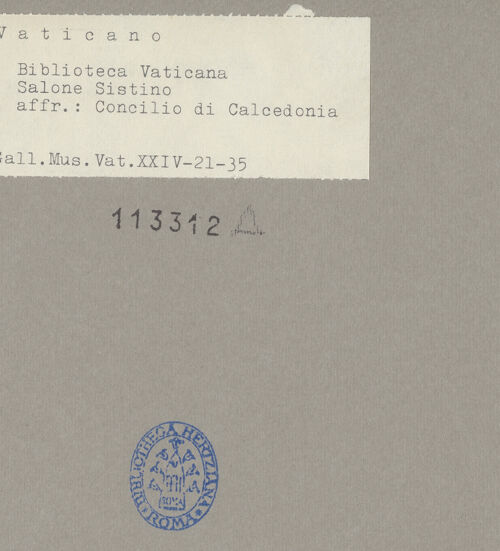 Vaticano
Biblioteca Vaticana
Salone Sistino
affr.: Concilio di Calcedonia
Gall.Mus.Vat.XXIV-21-35
113312
BIBLIOTHECA HERTZIANA
ROMA
ROMA